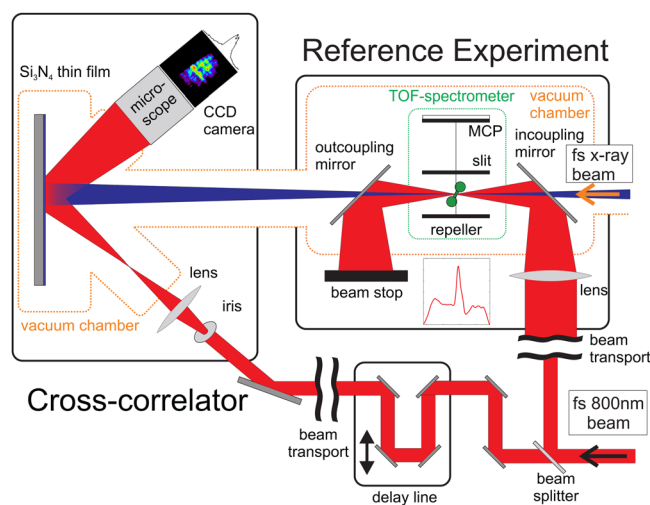 Reference Experiment
Si₃N₄ thin film
micro-
scope
CCD
camera
TOF-spectrometer
MCP
slit
repeller
vacuum
chamber
outcoupling
mirror
incoupling
mirror
fs x-ray
beam
lens
iris
vacuum chamber
beam stop
lens
beam
transport
Cross-correlator
beam
transport
delay line
fs 800nm
beam
beam
splitter